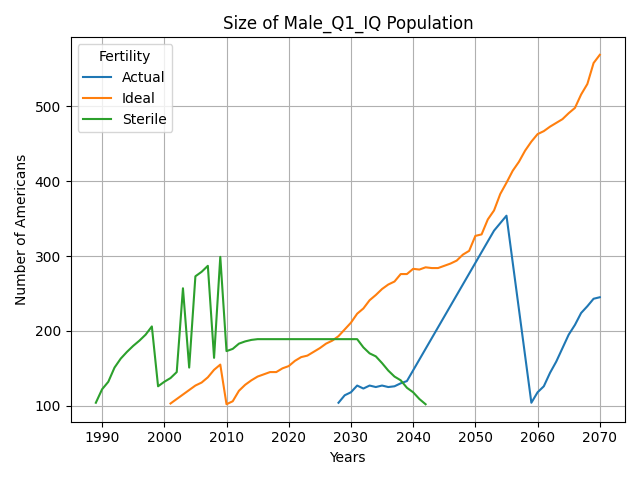 Size of Male_Q1_IQ Population
Fertility
Actual
Ideal
Sterile
Number of Americans
500
400
300
200
100
1990 2000 2010 2020 2030 2040 2050 2060 2070
Years